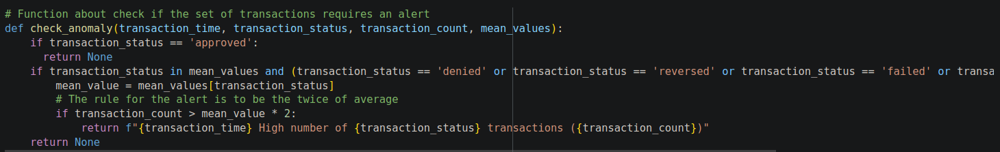 # Function about check if the set of transactions requires an alert
def check_anomaly(transaction_time, transaction_status, transaction_count, mean_values):
    if transaction_status == 'approved':
      return None
    if transaction_status in mean_values and (transaction_status == 'denied' or transaction_status == 'reversed' or transaction_status == 'failed' or transa
        mean_value = mean_values[transaction_status]
        # The rule for the alert is to be the twice of average
        if transaction_count > mean_value * 2:
            return f"{transaction_time} High number of {transaction_status} transactions ({transaction_count})"
    return None